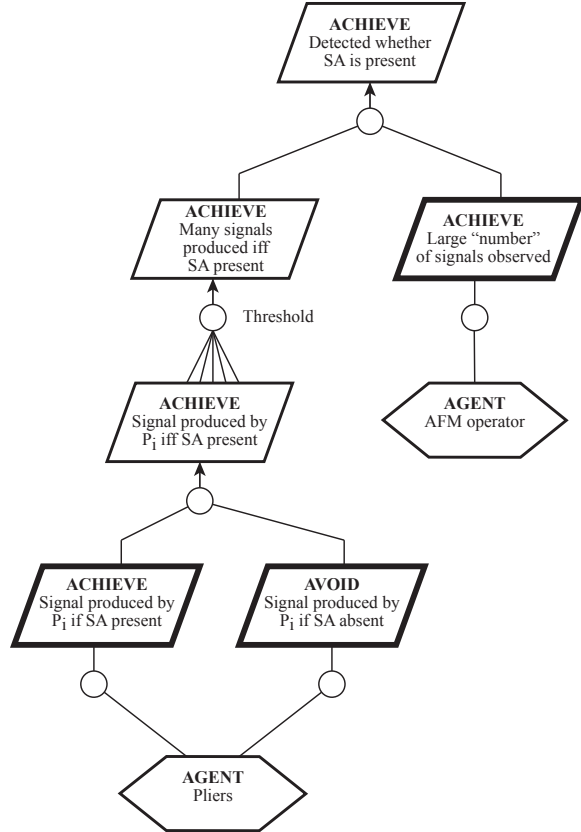 ACHIEVE
Detected whether
SA is present
ACHIEVE
Many signals
produced iff
SA present
ACHIEVE
Large “number”
of signals observed
Threshold
ACHIEVE
Signal produced by
Pi iff SA present
AGENT
AFM operator
ACHIEVE
Signal produced by
Pi if SA present
AVOID
Signal produced by
Pi if SA absent
AGENT
Pliers